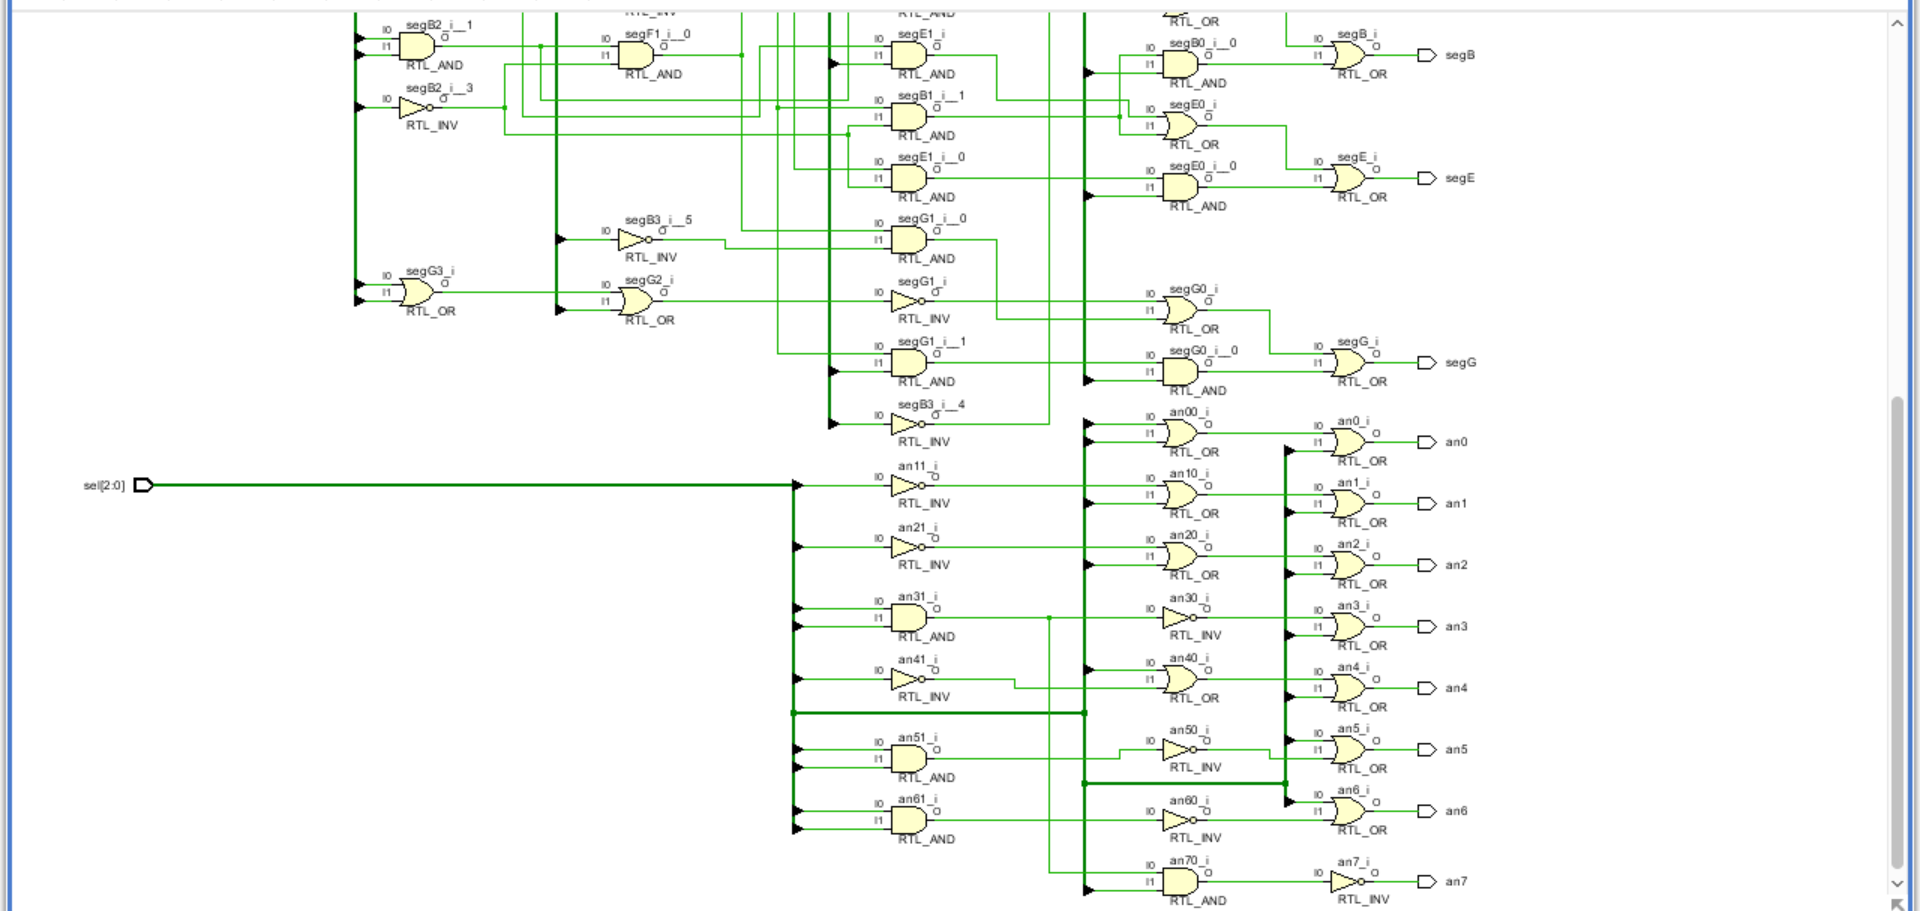 RTL_INV
RTL_AND
RTL_OR
segB2_i__1
I0
I1
O
RTL_AND
segF1_i__0
I0
I1
O
RTL_AND
segE1_i
I0
I1
O
RTL_AND
segB0_i__0
I0
I1
O
RTL_AND
segB_i
I0
I1
O
RTL_OR
segB
segB2_i__3
I0
O
RTL_INV
segB1_i__1
I0
I1
O
RTL_AND
segE0_i
I0
I1
O
RTL_OR
segE1_i__0
I0
I1
O
RTL_AND
segE0_i__0
I0
I1
O
RTL_AND
segE_i
I0
I1
O
RTL_OR
segE
segB3_i__5
I0
O
RTL_INV
segG1_i__0
I0
I1
O
RTL_AND
segG3_i
I0
I1
O
RTL_OR
segG2_i
I0
I1
O
RTL_OR
segG1_i
I0
O
RTL_INV
segG0_i
I0
I1
O
RTL_OR
segG1_i__1
I0
I1
O
RTL_AND
segG0_i__0
I0
I1
O
RTL_AND
segG_i
I0
I1
O
RTL_OR
segG
segB3_i__4
I0
O
RTL_INV
an00_i
I0
I1
O
RTL_OR
an0_i
I0
I1
O
RTL_OR
an0
sel[2:0]
an11_i
I0
O
RTL_INV
an10_i
I0
I1
O
RTL_OR
an1_i
I0
I1
O
RTL_OR
an1
an21_i
I0
O
RTL_INV
an20_i
I0
I1
O
RTL_OR
an2_i
I0
I1
O
RTL_OR
an2
an31_i
I0
I1
O
RTL_AND
an30_i
I0
O
RTL_INV
an3_i
I0
I1
O
RTL_OR
an3
an41_i
I0
O
RTL_INV
an40_i
I0
I1
O
RTL_OR
an4_i
I0
I1
O
RTL_OR
an4
an51_i
I0
I1
O
RTL_AND
an50_i
I0
O
RTL_INV
an5_i
I0
I1
O
RTL_OR
an5
an61_i
I0
I1
O
RTL_AND
an60_i
I0
O
RTL_INV
an6_i
I0
I1
O
RTL_OR
an6
an70_i
I0
I1
O
RTL_AND
an7_i
I0
O
RTL_INV
an7